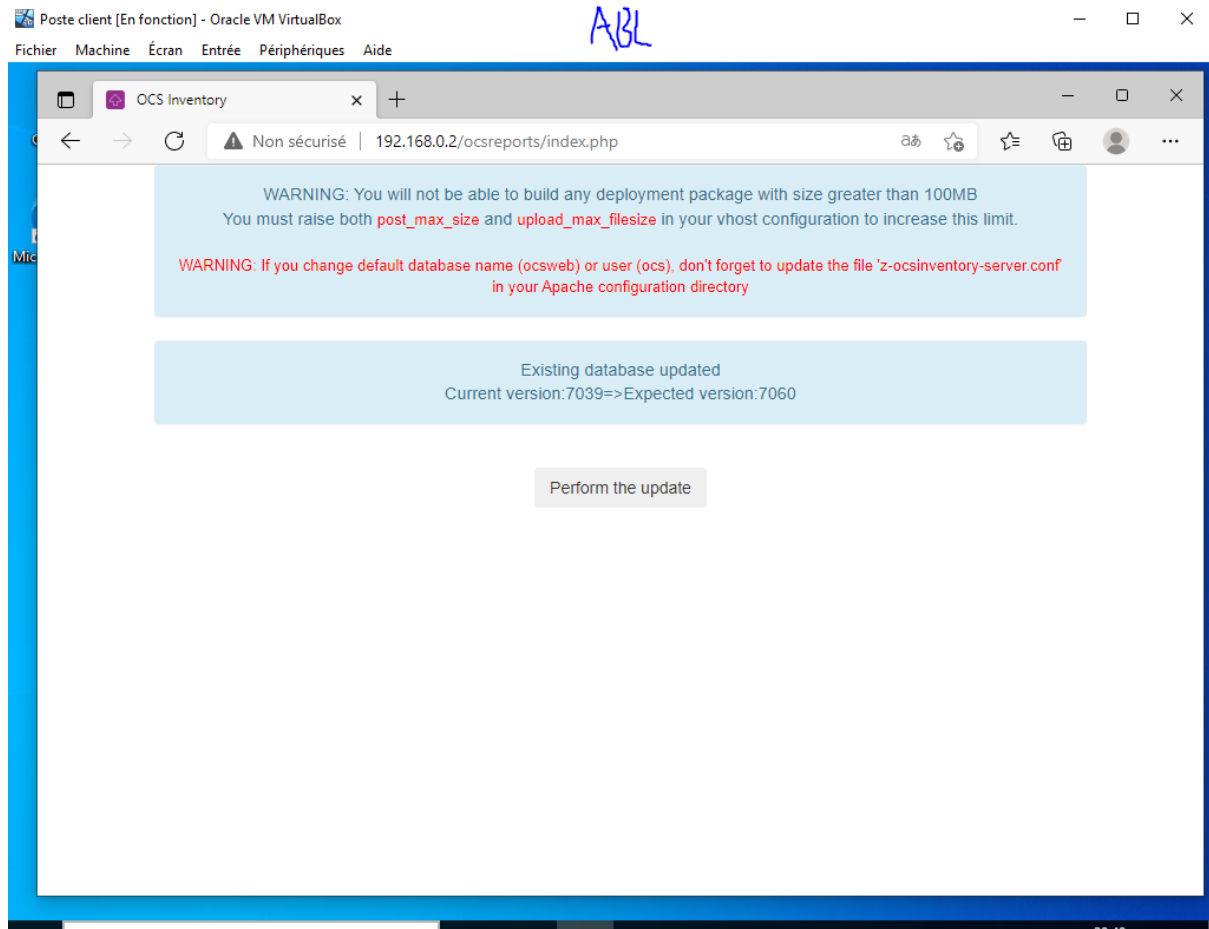 Poste client [En fonction] - Oracle VM VirtualBox
ABL
Fichier Machine Écran Entrée Périphériques Aide
OCS Inventory
Non sécurisé | 192.168.0.2/ocsreports/index.php
WARNING: You will not be able to build any deployment package with size greater than 100MB
You must raise both post_max_size and upload_max_filesize in your vhost configuration to increase this limit.
Mic
WARNING: If you change default database name (ocsweb) or user (ocs), don't forget to update the file 'z-ocsinventory-server.conf'
in your Apache configuration directory
Existing database updated
Current version:7039=>Expected version:7060
Perform the update